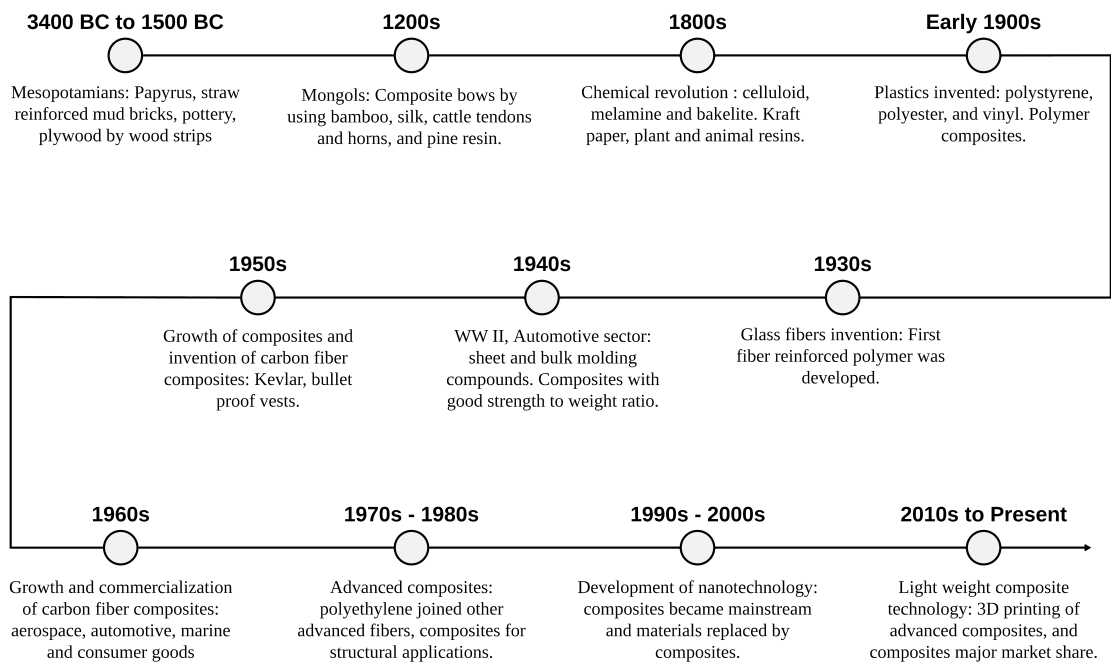 3400 BC to 1500 BC
Mesopotamians: Papyrus, straw
reinforced mud bricks, pottery,
plywood by wood strips
1200s
Mongols: Composite bows by
using bamboo, silk, cattle tendons
and horns, and pine resin.
1800s
Chemical revolution : celluloid,
melamine and bakelite. Kraft
paper, plant and animal resins.
Early 1900s
Plastics invented: polystyrene,
polyester, and vinyl. Polymer
composites.
1930s
Glass fibers invention: First
fiber reinforced polymer was
developed.
1940s
WW II, Automotive sector:
sheet and bulk molding
compounds. Composites with
good strength to weight ratio.
1950s
Growth of composites and
invention of carbon fiber
composites: Kevlar, bullet
proof vests.
1960s
Growth and commercialization
of carbon fiber composites:
aerospace, automotive, marine
and consumer goods
1970s - 1980s
Advanced composites:
polyethylene joined other
advanced fibers, composites for
structural applications.
1990s - 2000s
Development of nanotechnology:
composites became mainstream
and materials replaced by
composites.
2010s to Present
Light weight composite
technology: 3D printing of
advanced composites, and
composites major market share.